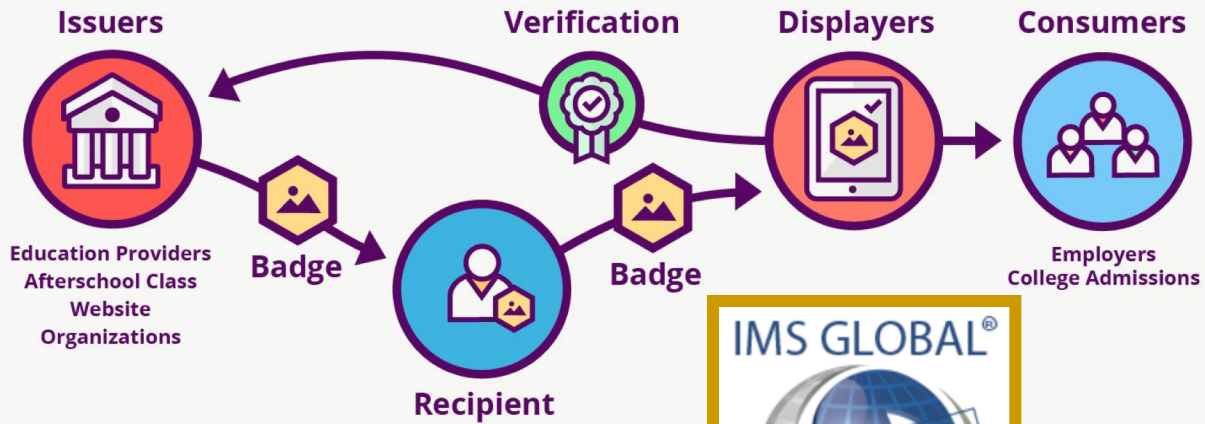 Issuers
Verification
Displayers
Consumers
Education Providers
Afterschool Class
Website
Organizations
Badge
Recipient
Badge
Employers
College Admissions
IMS GLOBAL®